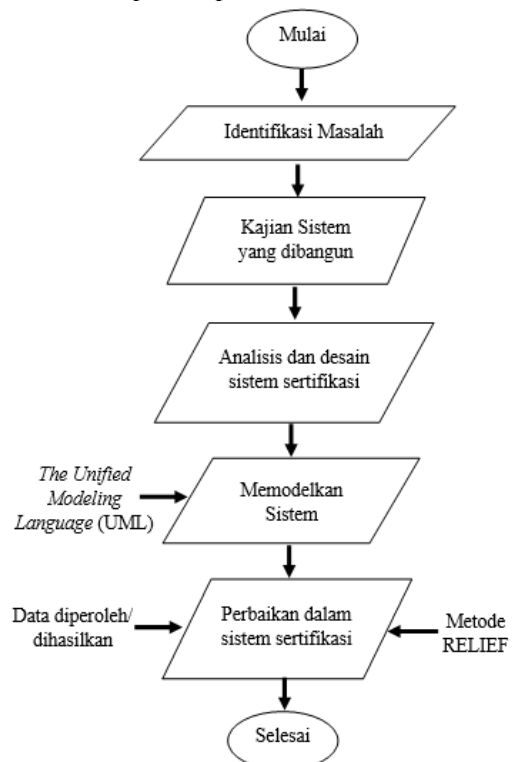 Mulai
Identifikasi Masalah
Kajian Sistem
yang dibangun
Analisis dan desain
sistem sertifikasi
The Unified
Modeling
Language (UML)
Memodelkan
Sistem
Data diperoleh/
dihasilkan
Perbaikan dalam
sistem sertifikasi
Metode
RELIEF
Selesai